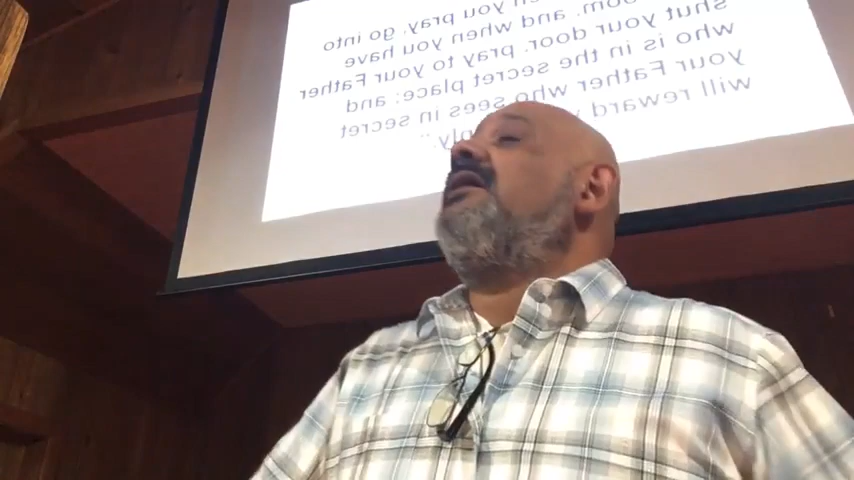 when you pray, go into
and when you have
shut your door, pray to your Father
who is in the secret place; and
your Father who sees in secret
will reward